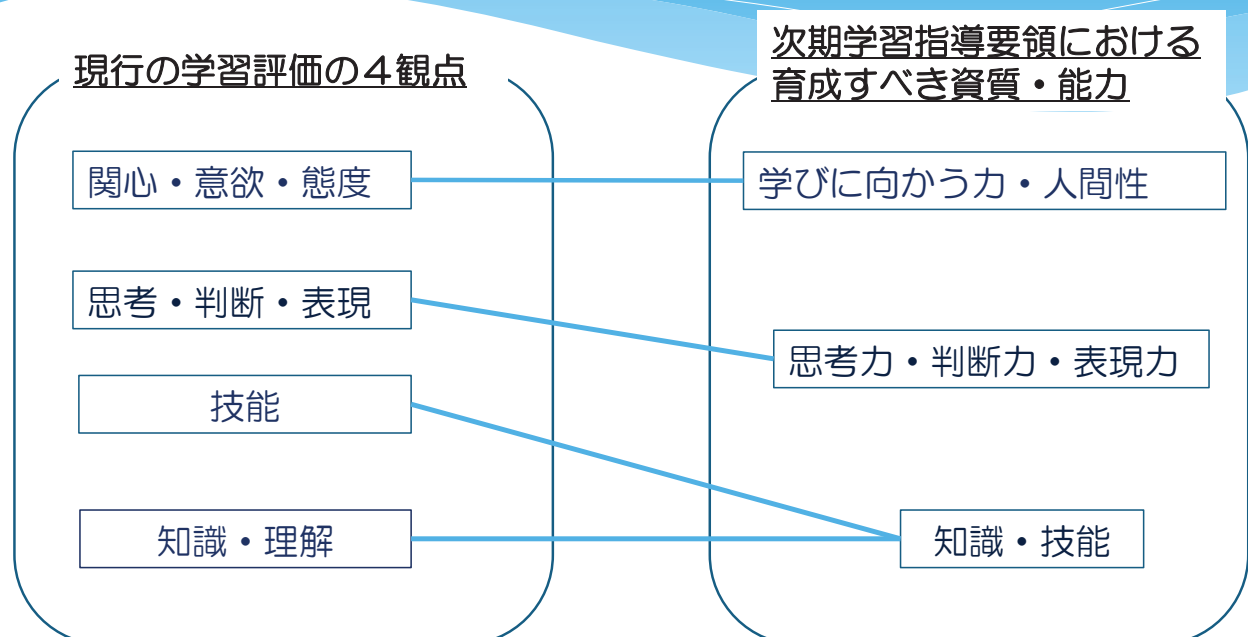 現行の学習評価の４観点
関心・意欲・態度
思考・判断・表現
技能
知識・理解
次期学習指導要領における
育成すべき資質・能力
学びに向かう力・人間性
思考力・判断力・表現力
知識・技能